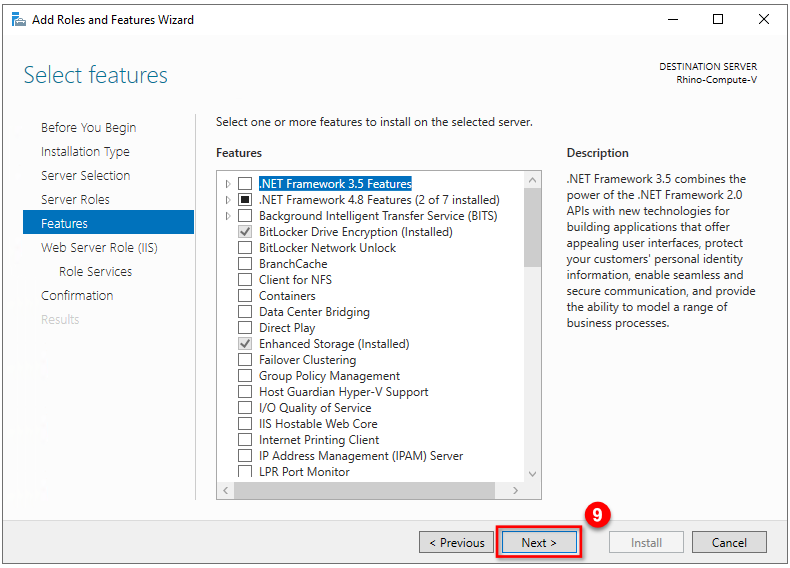 Add Roles and Features Wizard
Select features
DESTINATION SERVER
Rhino-Compute-V
Before You Begin
Installation Type
Server Selection
Server Roles
Features
Web Server Role (IIS)
Role Services
Confirmation
Results
Select one or more features to install on the selected server.
Features
.NET Framework 3.5 Features
.NET Framework 4.8 Features (2 of 7 installed)
Background Intelligent Transfer Service (BITS)
BitLocker Drive Encryption (Installed)
BitLocker Network Unlock
BranchCache
Client for NFS
Containers
Data Center Bridging
Direct Play
Enhanced Storage (Installed)
Failover Clustering
Group Policy Management
Host Guardian Hyper-V Support
I/O Quality of Service
IIS Hostable Web Core
Internet Printing Client
IP Address Management (IPAM) Server
LPR Port Monitor
Description
.NET Framework 3.5 combines the
power of the .NET Framework 2.0
APIs with new technologies for
building applications that offer
appealing user interfaces, protect
your customers' personal identity
information, enable seamless and
secure communication, and provide
the ability to model a range of
business processes.
9
< Previous
Next >
Install
Cancel